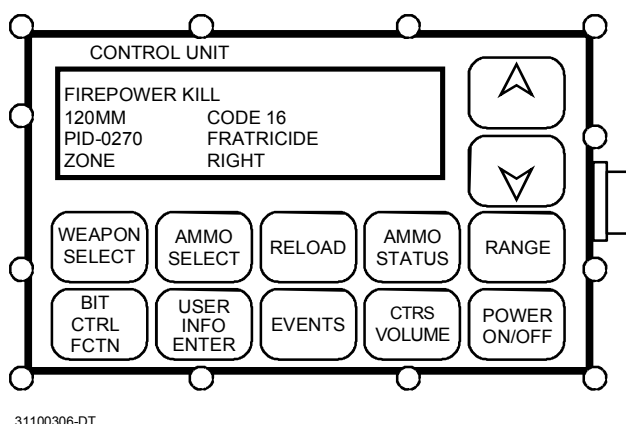 CONTROL UNIT
FIREPOWER KILL
120MM CODE 16
PID-0270 FRATRICIDE
ZONE RIGHT
WEAPON
SELECT
AMMO
SELECT
RELOAD
AMMO
STATUS
RANGE
BIT
CTRL
FCTN
USER
INFO
ENTER
EVENTS
CTRS
VOLUME
POWER
ON/OFF
31100306-DT